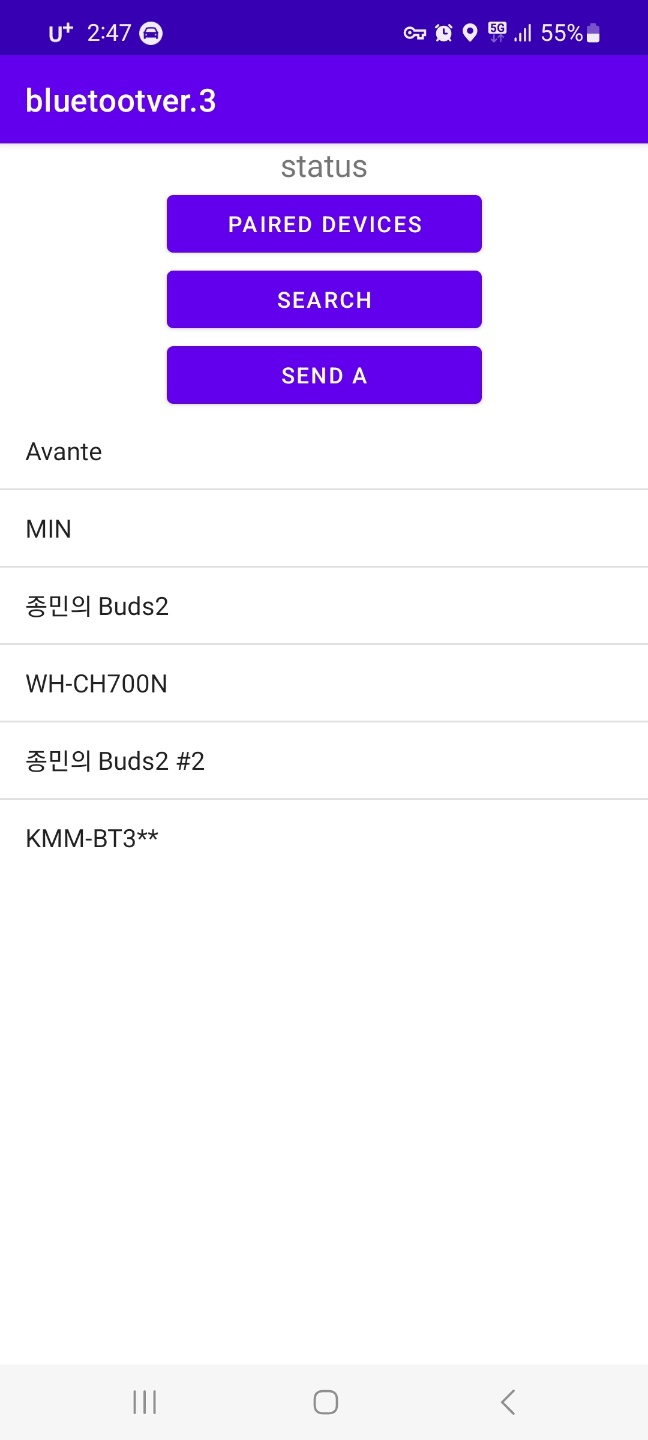 U+ 2:47 5G 55%
bluetootver.3
status
PAIRED DEVICES
SEARCH
SEND A
Avante
MIN
종민의 Buds2
WH-CH700N
종민의 Buds2 #2
KMM-BT3**